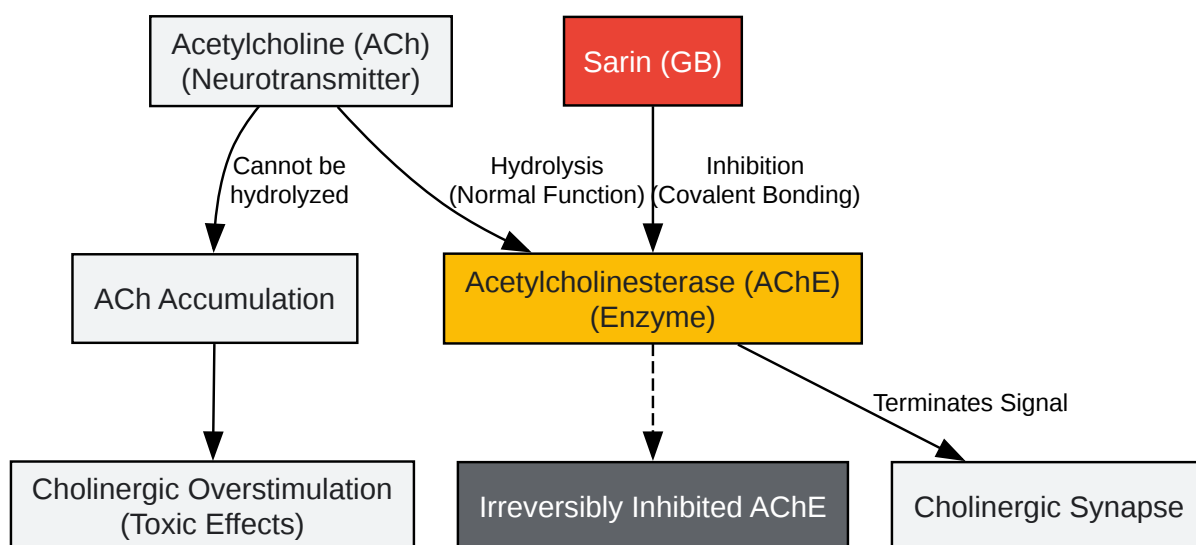 Acetylcholine (ACh)
(Neurotransmitter)
Sarin (GB)
Cannot be
hydrolyzed
Hydrolysis
(Normal Function)
Inhibition
(Covalent Bonding)
ACh Accumulation
Acetylcholinesterase (AChE)
(Enzyme)
Terminates Signal
Cholinergic Overstimulation
(Toxic Effects)
Irreversibly Inhibited AChE
Cholinergic Synapse